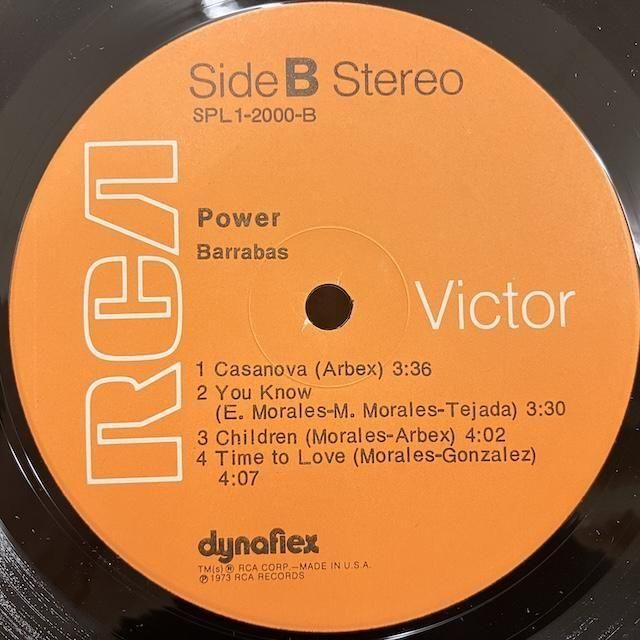 Side B Stereo
SPL1-2000-B
RCA
Power
Barrabas
Victor
1 Casanova (Arbex) 3:36
2 You Know
(E. Morales-M. Morales-Tejada) 3:30
3 Children (Morales-Arbex) 4:02
4 Time to Love (Morales-Gonzalez)
4:07
dynaflex
TM(s) ® RCA CORP.—MADE IN U.S.A.
℗ 1973 RCA RECORDS